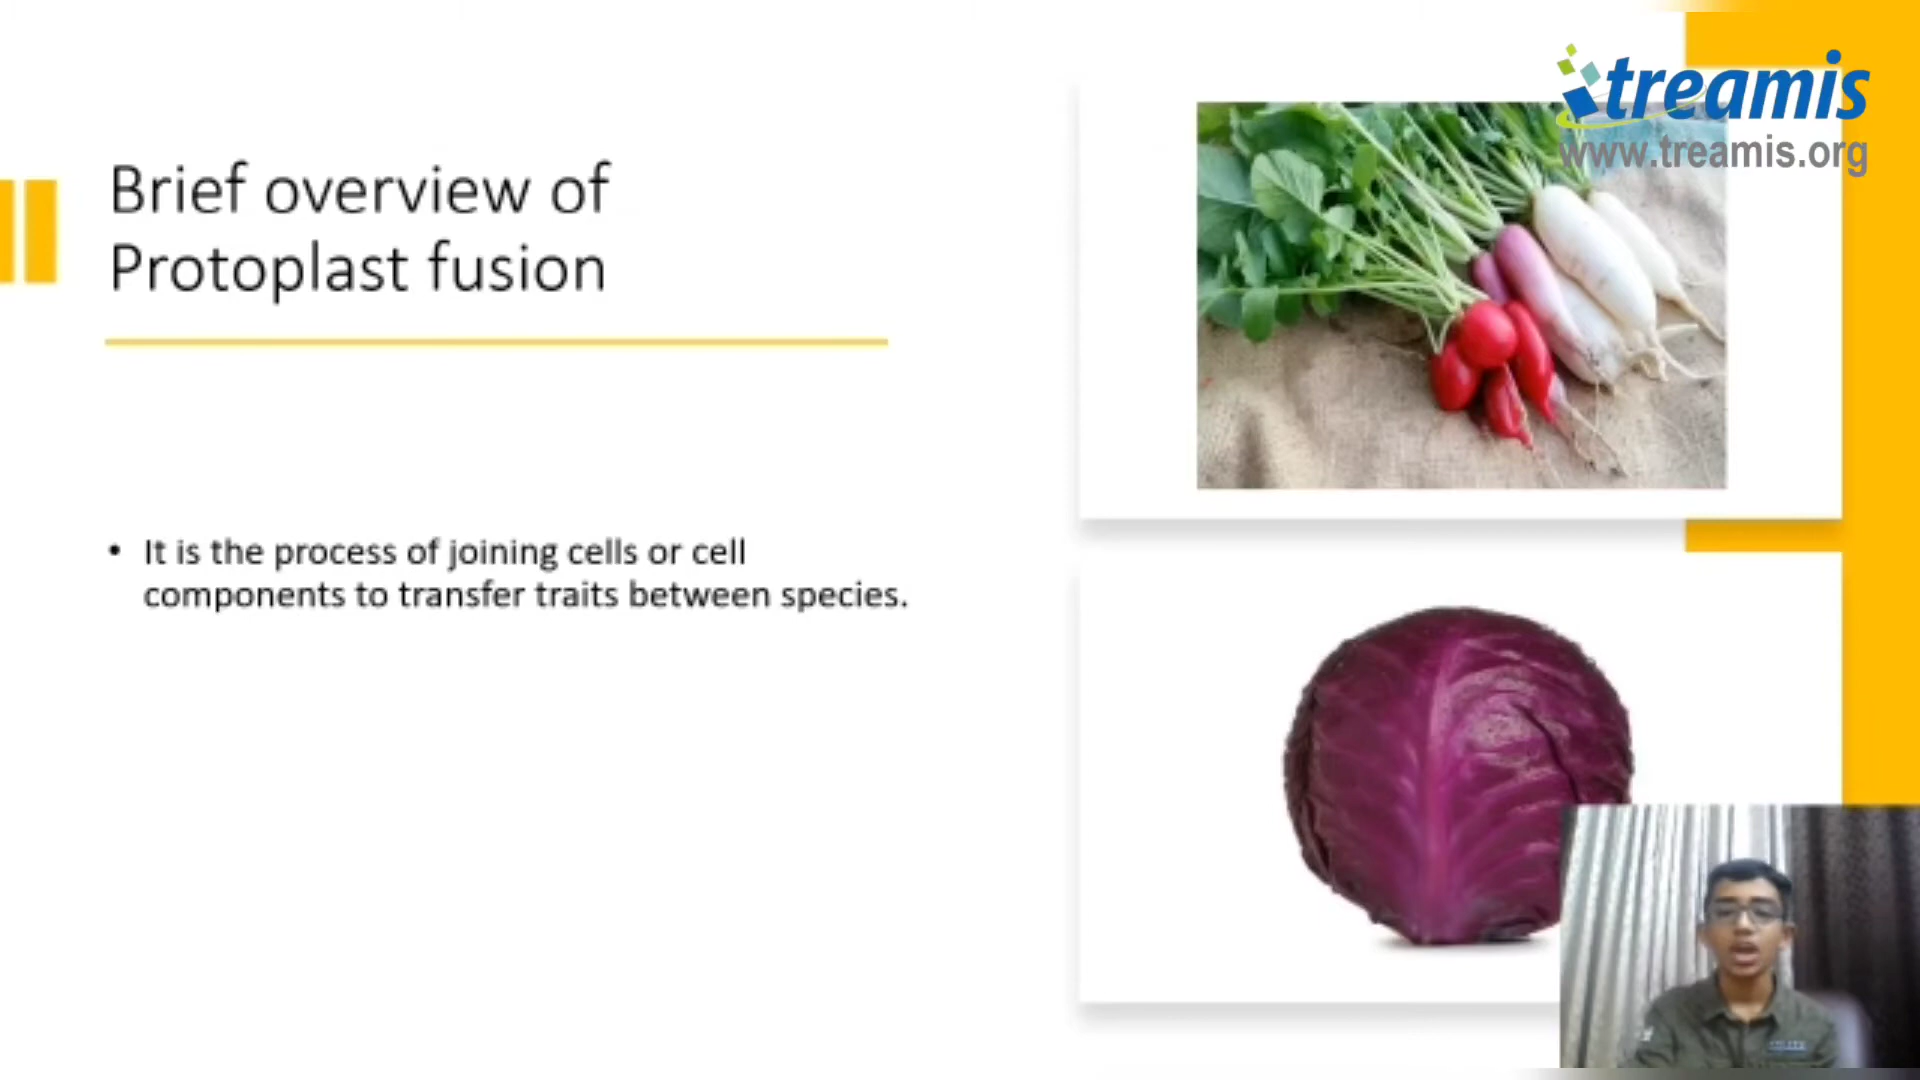 treamis
www.treamis.org
Brief overview of
Protoplast fusion
• It is the process of joining cells or cell
components to transfer traits between species.